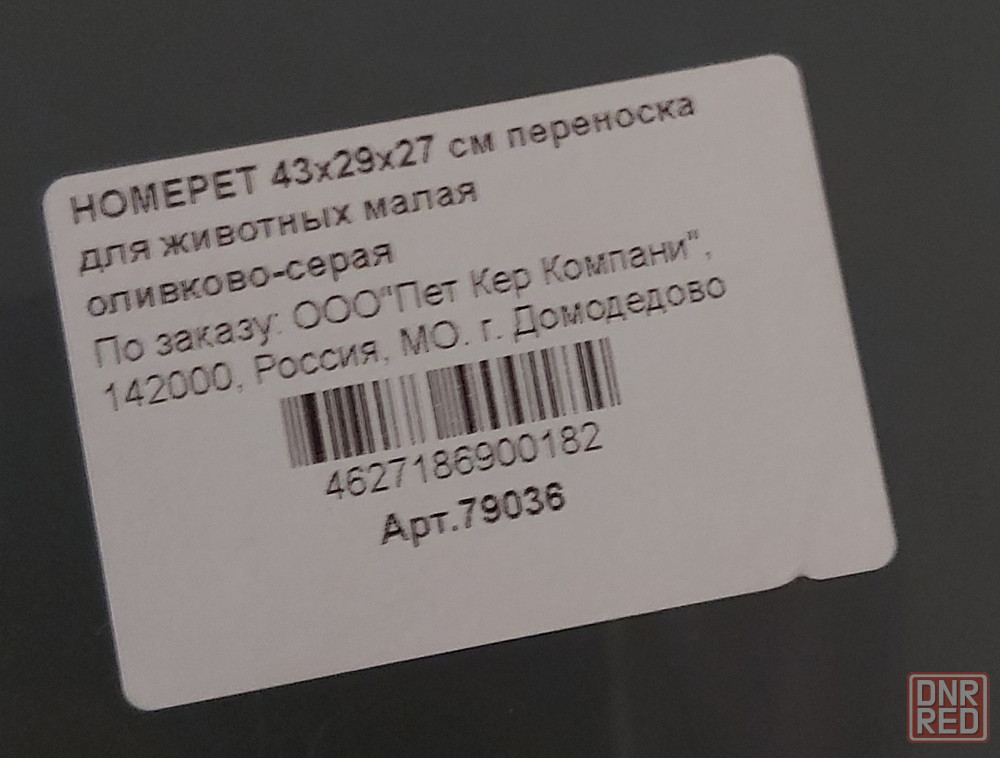 HOMEPET 43x29x27 см переноска
для животных малая
оливково-серая
По заказу: ООО"Пет Кер Компани",
142000, Россия, МО. г. Домодедово
4627186900182
Арт.79036
DNR
RED